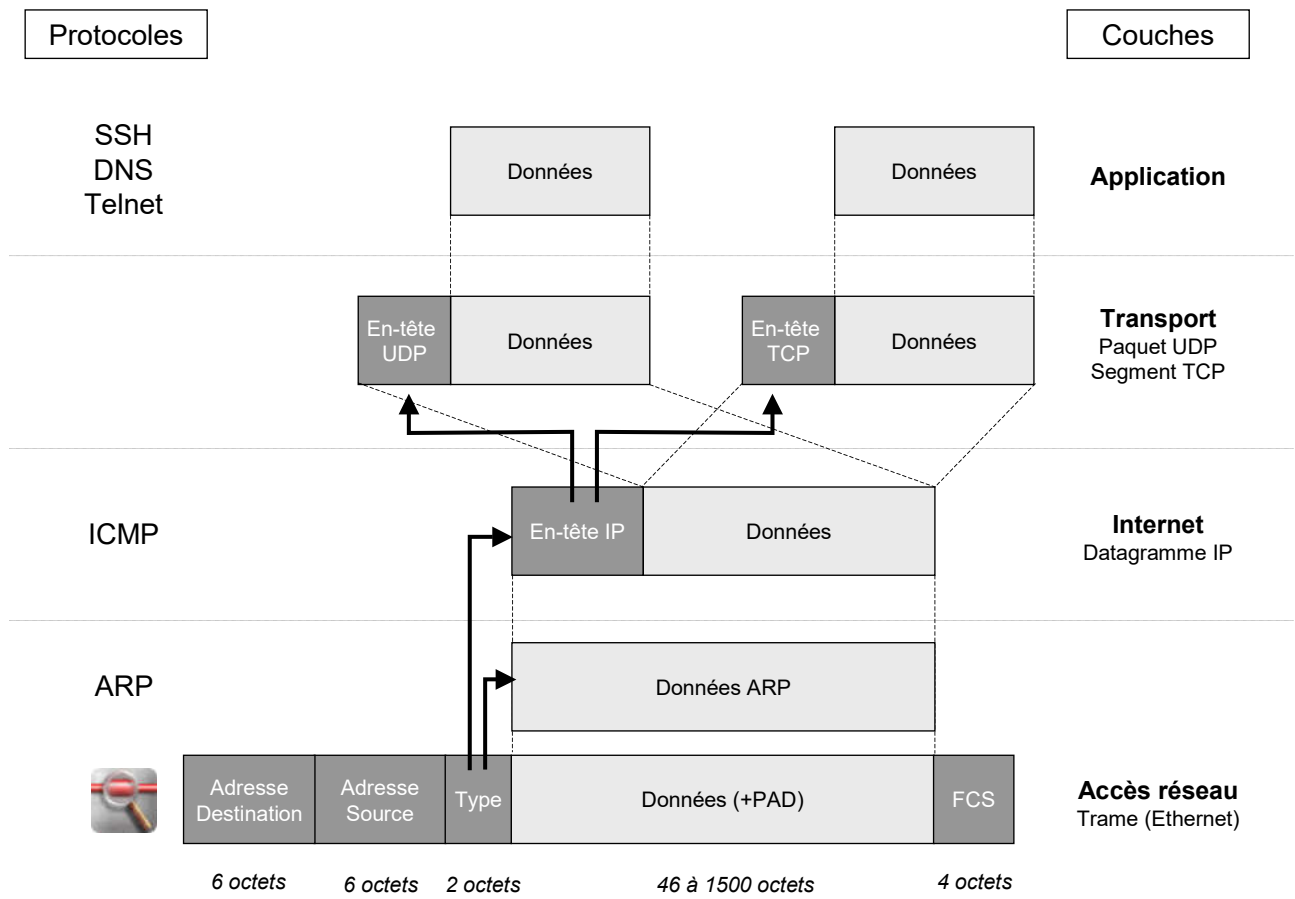 Protocoles
Couches
SSH
DNS
Telnet
Données
Données
Application
En-tête
UDP
Données
En-tête
TCP
Données
Transport
Paquet UDP
Segment TCP
ICMP
En-tête IP
Données
Internet
Datagramme IP
ARP
Données ARP
Adresse
Destination
Adresse
Source
Type
Données (+PAD)
FCS
Accès réseau
Trame (Ethernet)
6 octets
6 octets
2 octets
46 à 1500 octets
4 octets